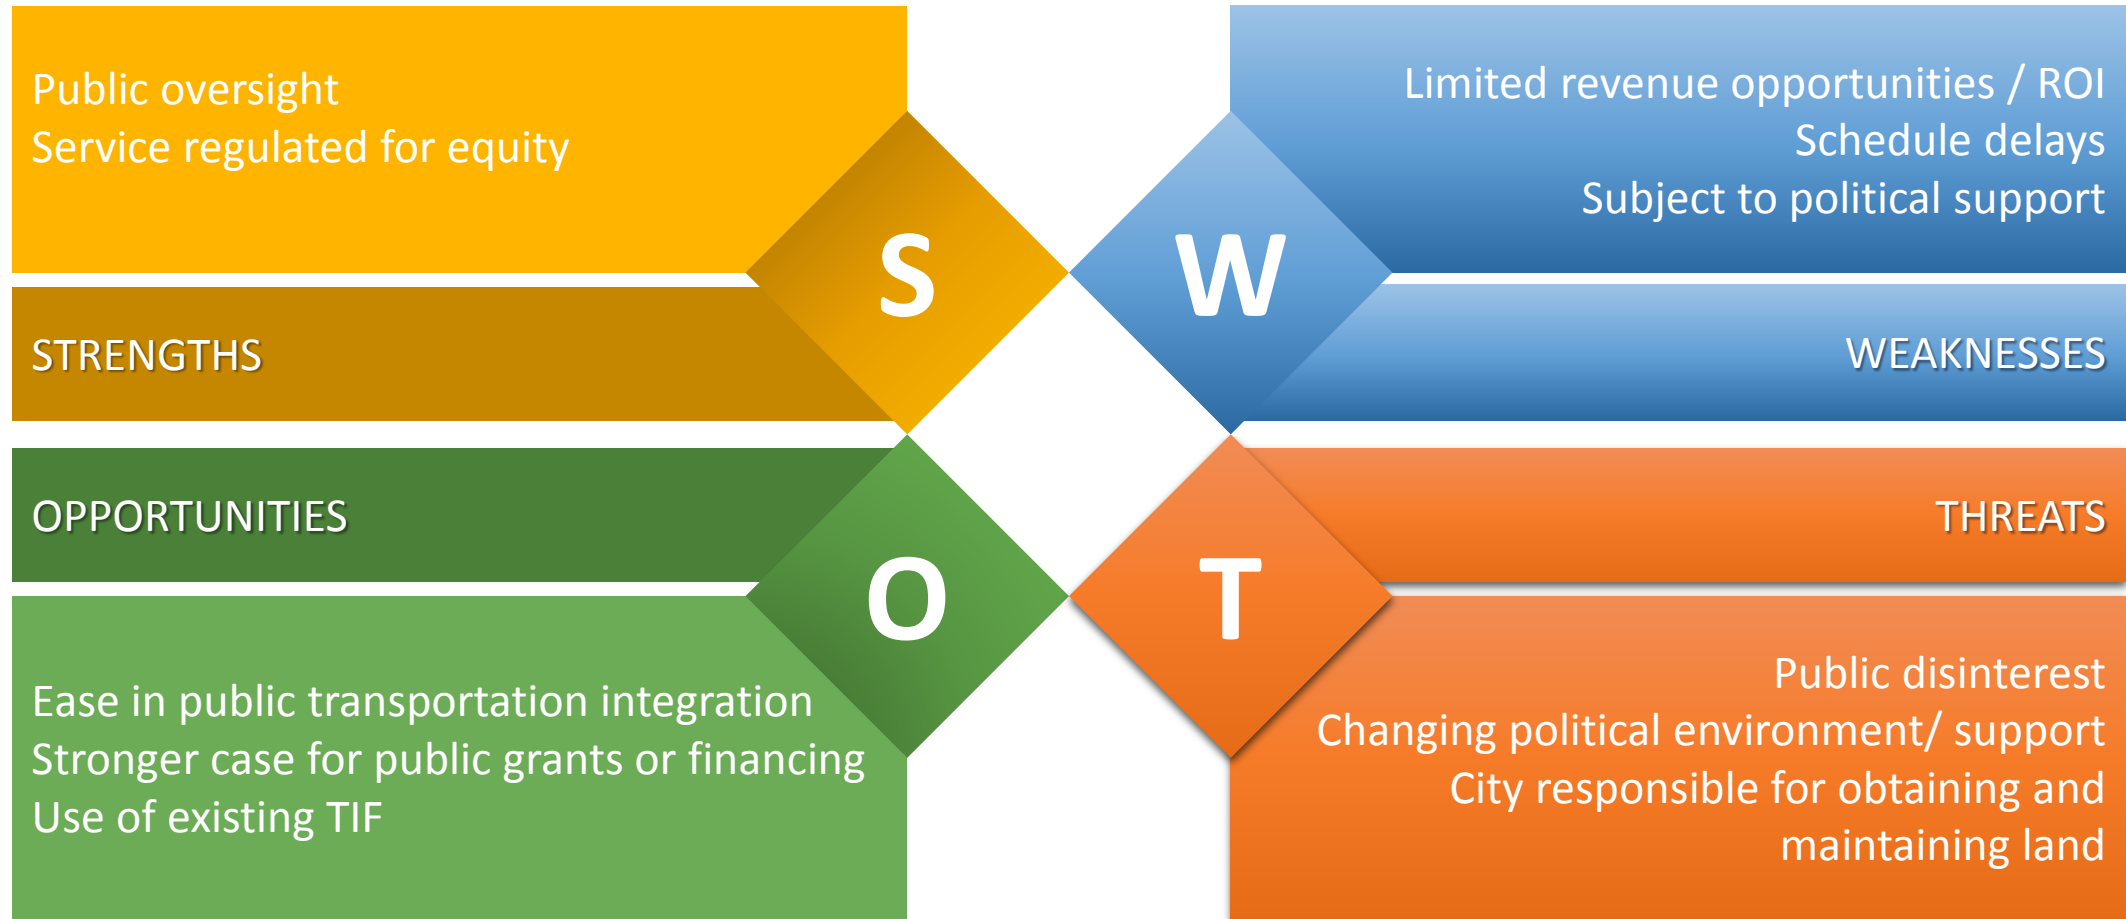 Public oversight
Service regulated for equity
S
STRENGTHS
Limited revenue opportunities / ROI
Schedule delays
Subject to political support
W
WEAKNESSES
OPPORTUNITIES
O
Ease in public transportation integration
Stronger case for public grants or financing
Use of existing TIF
THREATS
T
Public disinterest
Changing political environment/ support
City responsible for obtaining and
maintaining land